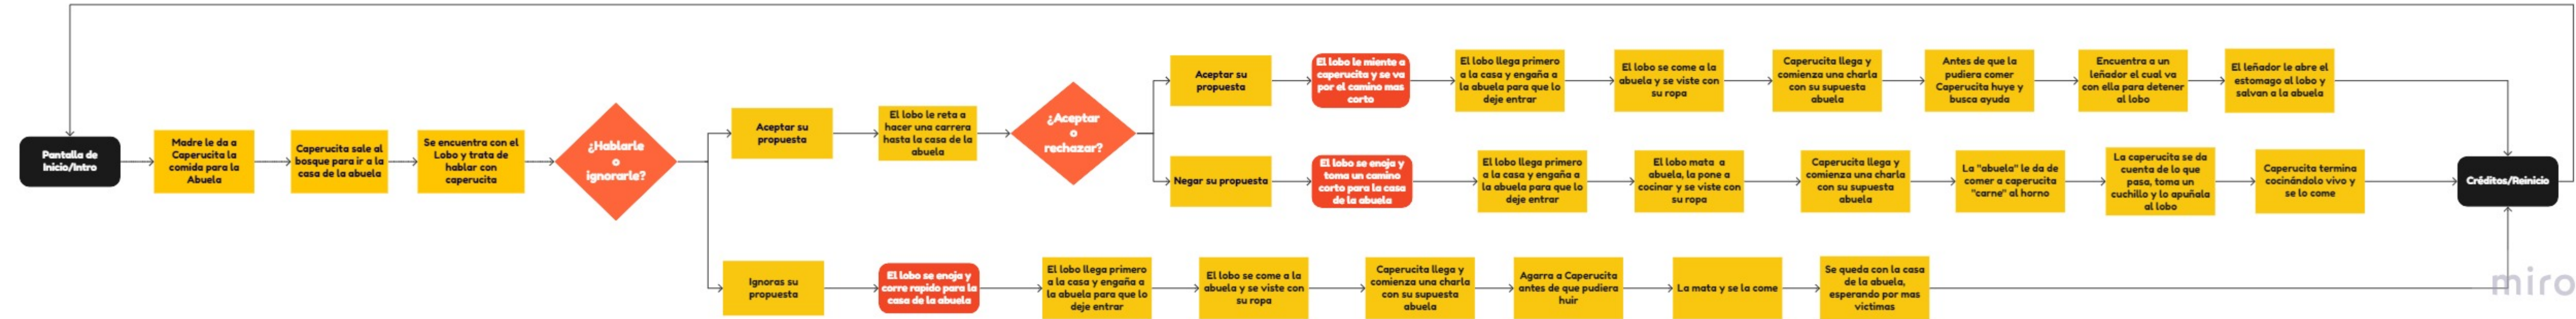 Pantalla de
Inicio/Intro
Madre le da a
Caperucita la
comida para la
Abuela
Caperucita sale al
bosque para ir a la
casa de la abuela
Se encuentra con el
Lobo y trata de
hablar con
caperucita
¿Hablarle
o
ignorarle?
Aceptar su
propuesta
El lobo le reta a
hacer una carrera
hasta la casa de la
abuela
¿Aceptar
o
rechazar?
Aceptar su
propuesta
El lobo le miente a
caperucita y se va
por el camino mas
corto
El lobo llega primero
a la casa y engaña a
la abuela para que lo
deje entrar
El lobo se come a la
abuela y se viste con
su ropa
Caperucita llega y
comienza una charla
con su supuesta
abuela
Antes de que la
pudiera comer
Caperucita huye y
busca ayuda
Encuentra a un
leñador el cual va
con ella para detener
al lobo
El leñador le abre el
estomago al lobo y
salvan a la abuela
Negar su propuesta
El lobo se enoja y
toma un camino
corto para la casa
de la abuela
El lobo llega primero
a la casa y engaña a
la abuela para que lo
deje entrar
El lobo mata a
abuela, la pone a
cocinar y se viste con
su ropa
Caperucita llega y
comienza una charla
con su supuesta
abuela
La "abuela" le da de
comer a caperucita
"carne" al horno
La caperucita se da
cuenta de lo que
pasa, toma un
cuchillo y lo apuñala
al lobo
Caperucita termina
cocinándolo vivo y
se lo come
Créditos/Reinicio
Ignoras su
propuesta
El lobo se enoja y
corre rapido para la
casa de la abuela
El lobo llega primero
a la casa y engaña a
la abuela para que lo
deje entrar
El lobo se come a la
abuela y se viste con
su ropa
Caperucita llega y
comienza una charla
con su supuesta
abuela
Agarra a Caperucita
antes de que pudiera
huir
La mata y se la come
Se queda con la casa
de la abuela,
esperando por mas
victimas
miro